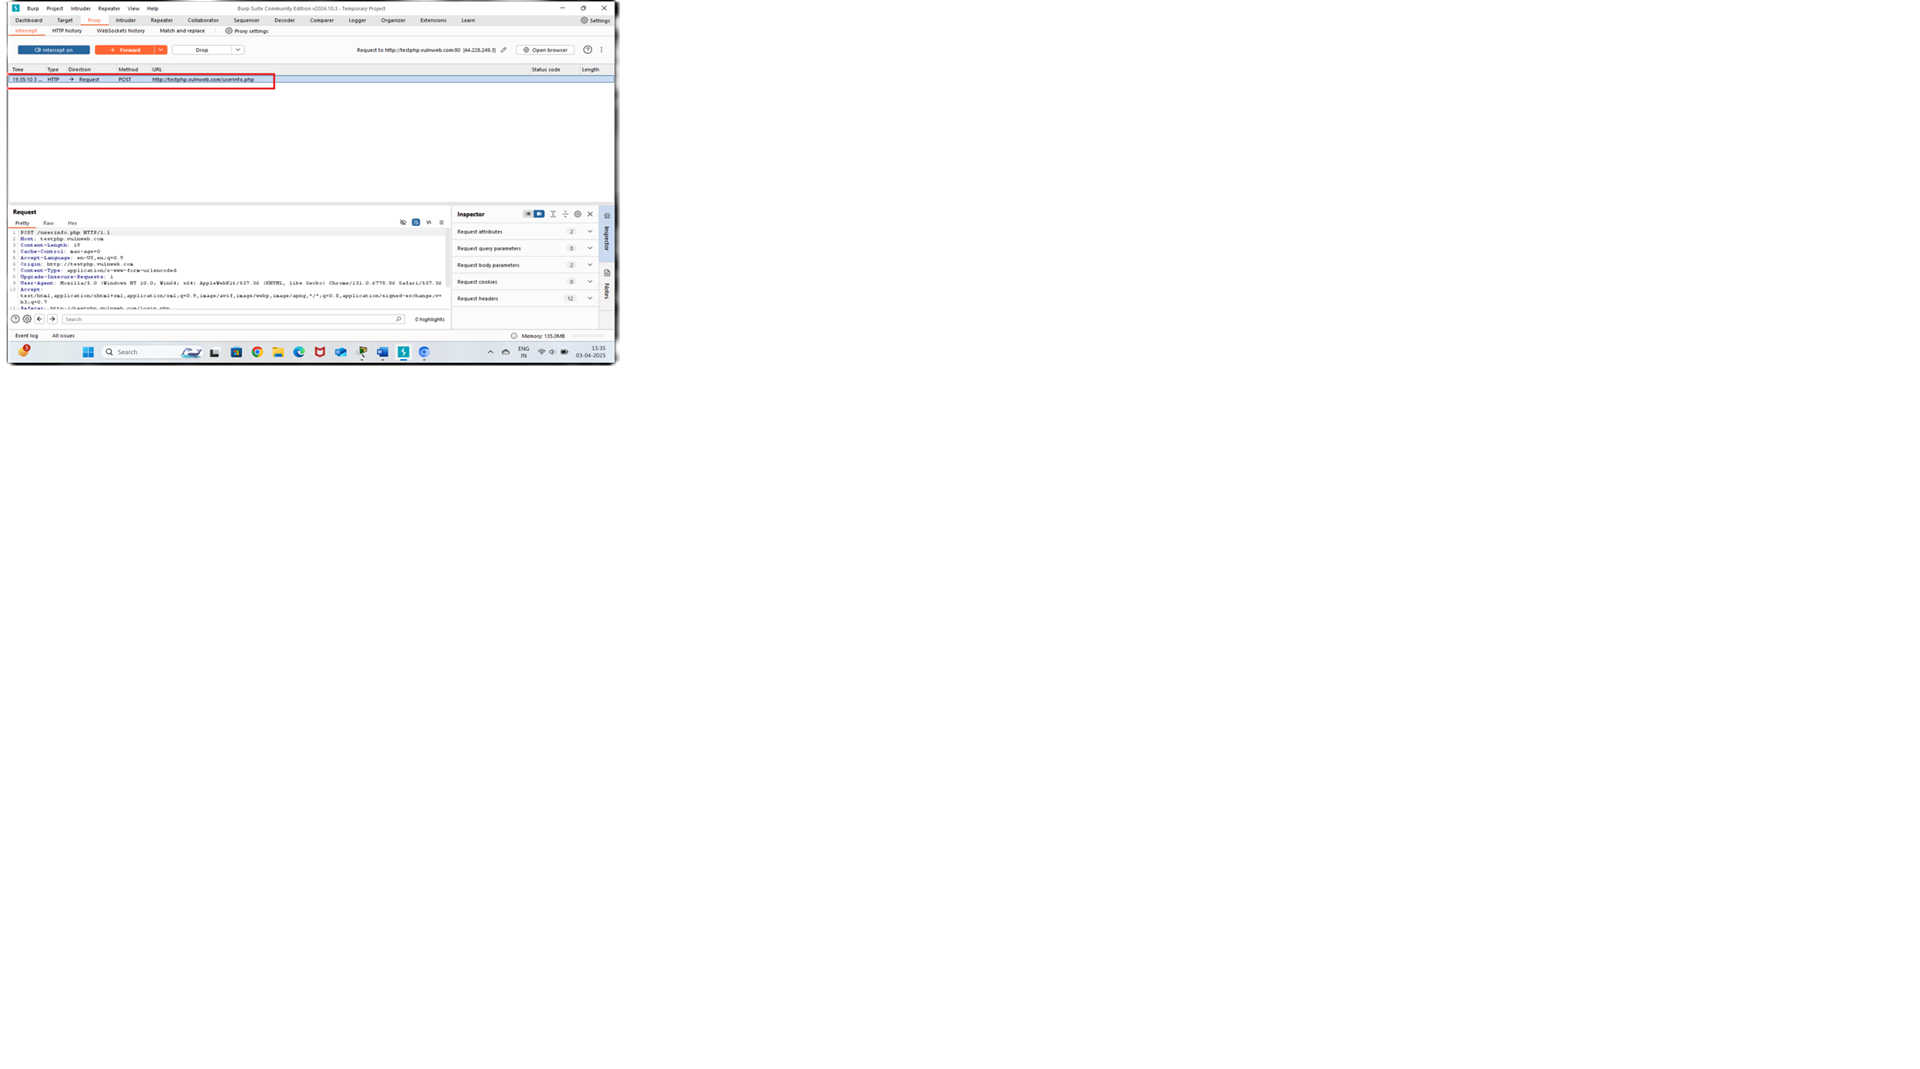 Burp Project Intruder Repeater View Help Burp Suite Community Edition v2024.10.3 - Temporary Project
Dashboard Target Proxy Intruder Repeater Collaborator Sequencer Decoder Comparer Logger Organizer Extensions Learn Settings
Intercept HTTP history WebSockets history Match and replace Proxy settings
Intercept on Forward Drop Request to http://testphp.vulnweb.com:80 [44.228.249.3] Open browser
Time Type Direction Method URL Status code Length
15:35:10 3 ... HTTP → Request POST http://testphp.vulnweb.com/userinfo.php
Request
Pretty Raw Hex
1 POST /userinfo.php HTTP/1.1
2 Host: testphp.vulnweb.com
3 Content-Length:
4 Cache-Control: max-age=0
5 Accept-Language: en-US,en;q=0.9
6 Origin: http://testphp.vulnweb.com
7 Content-Type: application/x-www-form-urlencoded
8 Upgrade-Insecure-Requests: 1
9 User-Agent: Mozilla/5.0 (Windows NT 10.0; Win64; x64) AppleWebKit/537.36 (KHTML, like Gecko) Chrome/131.0.6778.86 Safari/537.36
10 Accept:
text/html,application/xhtml+xml,application/xml;q=0.9,image/avif,image/webp,image/apng,*/*;q=0.8,application/signed-exchange;v=
b3;q=0.7
11 Referer: http://testphp.vulnweb.com/login.php
Search 0 highlights
Inspector
Request attributes 2
Request query parameters 0
Request body parameters 2
Request cookies 0
Request headers 12
Inspector
Notes
Event log All issues Memory: 135.0MB
Search
ENG
IN
15:35
03-04-2025